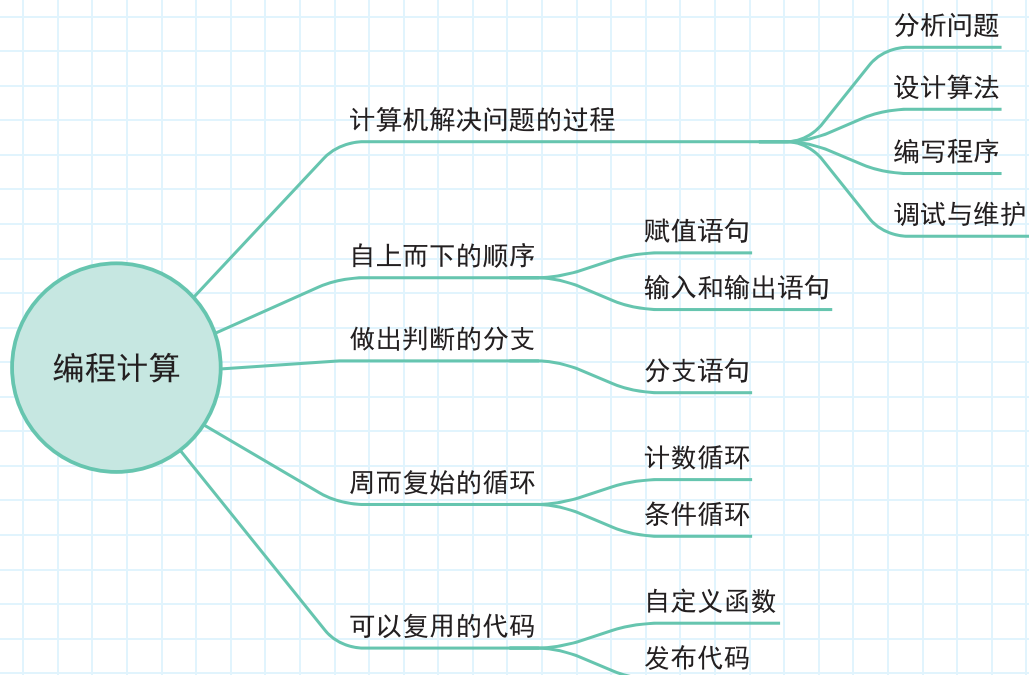 编程计算
计算机解决问题的过程
分析问题
设计算法
编写程序
调试与维护
自上而下的顺序
赋值语句
输入和输出语句
做出判断的分支
分支语句
周而复始的循环
计数循环
条件循环
可以复用的代码
自定义函数
发布代码